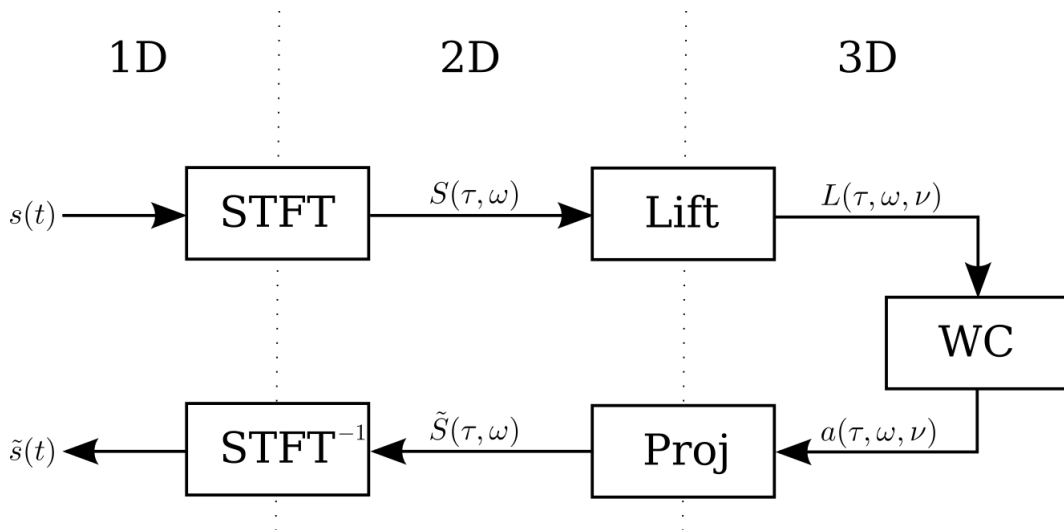 1D 2D 3D
s(t) STFT S(τ, ω) Lift L(τ, ω, ν)
WC
s̃(t) STFT⁻¹ S̃(τ, ω) Proj a(τ, ω, ν)